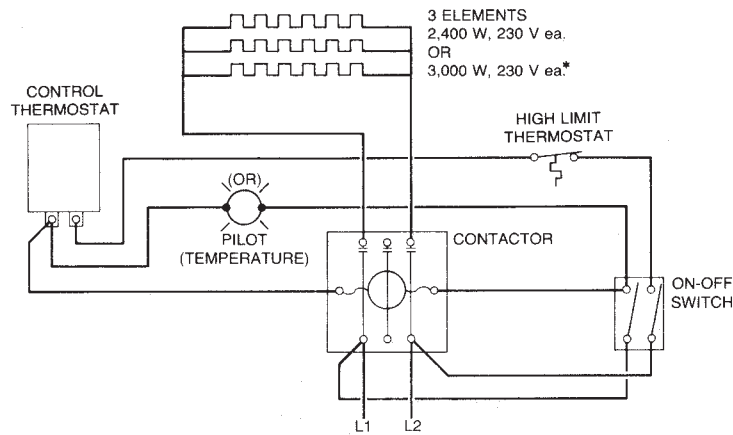 3 ELEMENTS
2,400 W, 230 V ea.
OR
3,000 W, 230 V ea.*
CONTROL
THERMOSTAT
HIGH LIMIT
THERMOSTAT
(OR)
PILOT
(TEMPERATURE)
CONTACTOR
ON-OFF
SWITCH
L1
L2